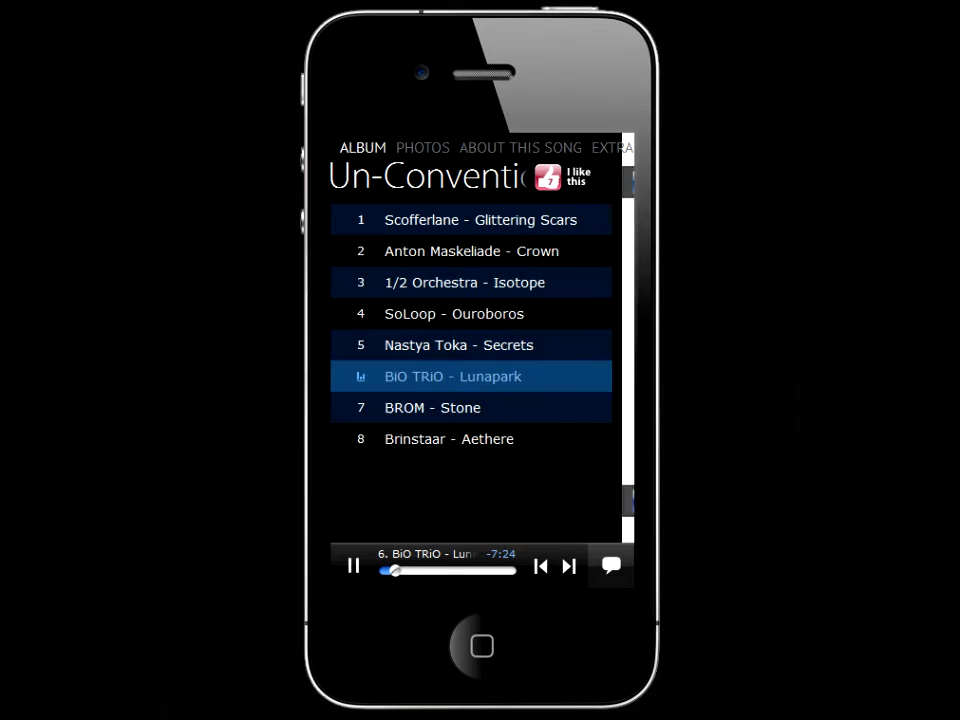 ALBUM PHOTOS ABOUT THIS SONG EXTRA
Un-Conventi
7
I like
this
1 Scofferlane - Glittering Scars
2 Anton Maskeliade - Crown
3 1/2 Orchestra - Isotope
4 SoLoop - Ouroboros
5 Nastya Toka - Secrets
BiO TRiO - Lunapark
7 BROM - Stone
8 Brinstaar - Aethere
6. BiO TRiO - Lun -7:24